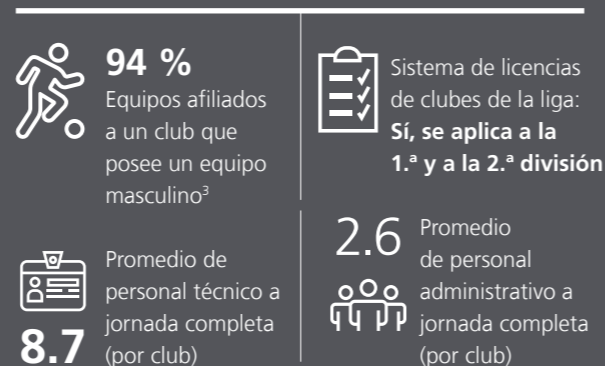 94 %
Equipos afiliados
a un club que
posee un equipo
masculino³
Sistema de licencias
de clubes de la liga:
Sí, se aplica a la
1.ª y a la 2.ª división
Promedio de
personal técnico a
jornada completa
8.7 (por club)
2.6 Promedio
de personal
administrativo a
jornada completa
(por club)